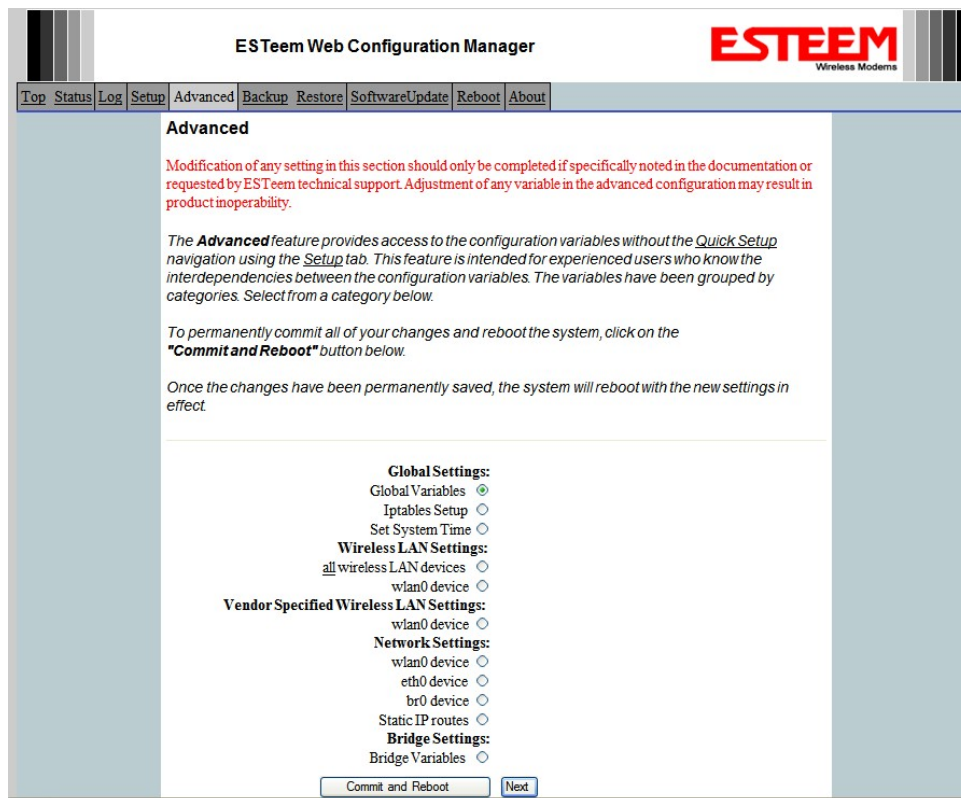 ESTeem Web Configuration Manager
ESTEEM
Wireless Modems
Top Status Log Setup Advanced Backup Restore SoftwareUpdate Reboot About
Advanced
Modification of any setting in this section should only be completed if specifically noted in the documentation or
requested by ESTeem technical support. Adjustment of any variable in the advanced configuration may result in
product inoperability.
The Advanced feature provides access to the configuration variables without the Quick Setup
navigation using the Setup tab. This feature is intended for experienced users who know the
interdependencies between the configuration variables. The variables have been grouped by
categories. Select from a category below.
To permanently commit all of your changes and reboot the system, click on the
"Commit and Reboot" button below.
Once the changes have been permanently saved, the system will reboot with the new settings in
effect.
Global Settings:
Global Variables
Iptables Setup
Set System Time
Wireless LAN Settings:
all wireless LAN devices
wlan0 device
Vendor Specified Wireless LAN Settings:
wlan0 device
Network Settings:
wlan0 device
eth0 device
br0 device
Static IP routes
Bridge Settings:
Bridge Variables
Commit and Reboot Next